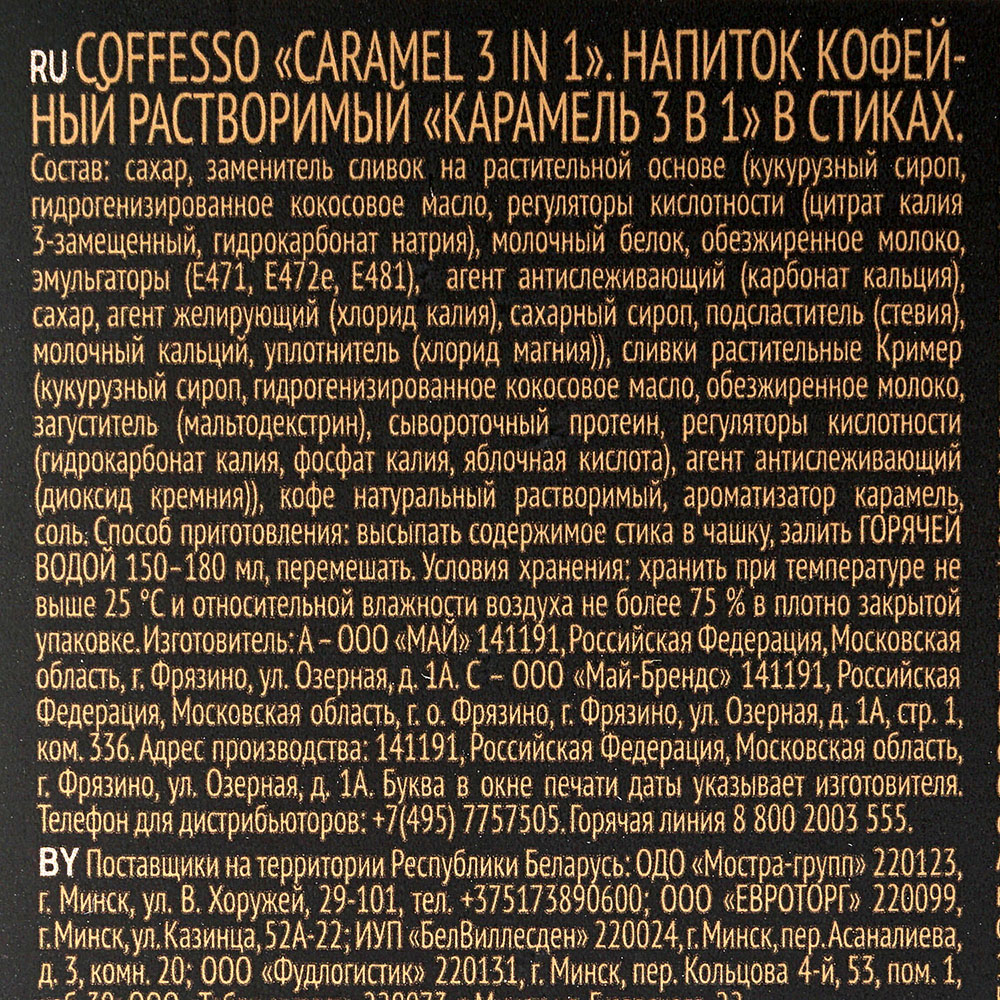 RU COFFESSO «CARAMEL 3 IN 1». НАПИТОК КОФЕЙ-
НЫЙ РАСТВОРИМЫЙ «КАРАМЕЛЬ 3 В 1» В СТИКАХ.
Состав: сахар, заменитель сливок на растительной основе (кукурузный сироп,
гидрогенизированное кокосовое масло, регуляторы кислотности (цитрат калия
3-замещенный, гидрокарбонат натрия), молочный белок, обезжиренное молоко,
эмульгаторы (E471, E472e, E481), агент антислеживающий (карбонат кальция),
сахар, агент желирующий (хлорид калия), сахарный сироп, подсластитель (стевия),
молочный кальций, уплотнитель (хлорид магния)), сливки растительные Кример
(кукурузный сироп, гидрогенизированное кокосовое масло, обезжиренное молоко,
загуститель (мальтодекстрин), сывороточный протеин, регуляторы кислотности
(гидрокарбонат калия, фосфат калия, яблочная кислота), агент антислеживающий
(диоксид кремния)), кофе натуральный растворимый, ароматизатор карамель,
соль. Способ приготовления: высыпать содержимое стика в чашку, залить ГОРЯЧЕЙ
ВОДОЙ 150–180 мл, перемешать. Условия хранения: хранить при температуре не
выше 25 °С и относительной влажности воздуха не более 75 % в плотно закрытой
упаковке. Изготовитель: А – ООО «МАЙ» 141191, Российская Федерация, Московская
область, г. Фрязино, ул. Озерная, д. 1А. С – ООО «Май-Брендс» 141191, Российская
Федерация, Московская область, г. о. Фрязино, г. Фрязино, ул. Озерная, д. 1А, стр. 1,
ком. 336. Адрес производства: 141191, Российская Федерация, Московская область,
г. Фрязино, ул. Озерная, д. 1А. Буква в окне печати даты указывает изготовителя.
Телефон для дистрибьюторов: +7(495) 7757505. Горячая линия 8 800 2003 555.
BY Поставщики на территории Республики Беларусь: ОДО «Мостра-групп» 220123,
г. Минск, ул. В. Хоружей, 29-101, тел. +375173890600; ООО «ЕВРОТОРГ» 220099,
г. Минск, ул. Казинца, 52А-22; ИУП «БелВиллесден» 220024, г. Минск, пер. Асаналиева,
д. 3, комн. 20; ООО «Фудлогистик» 220131, г. Минск, пер. Кольцова 4-й, 53, пом. 1,